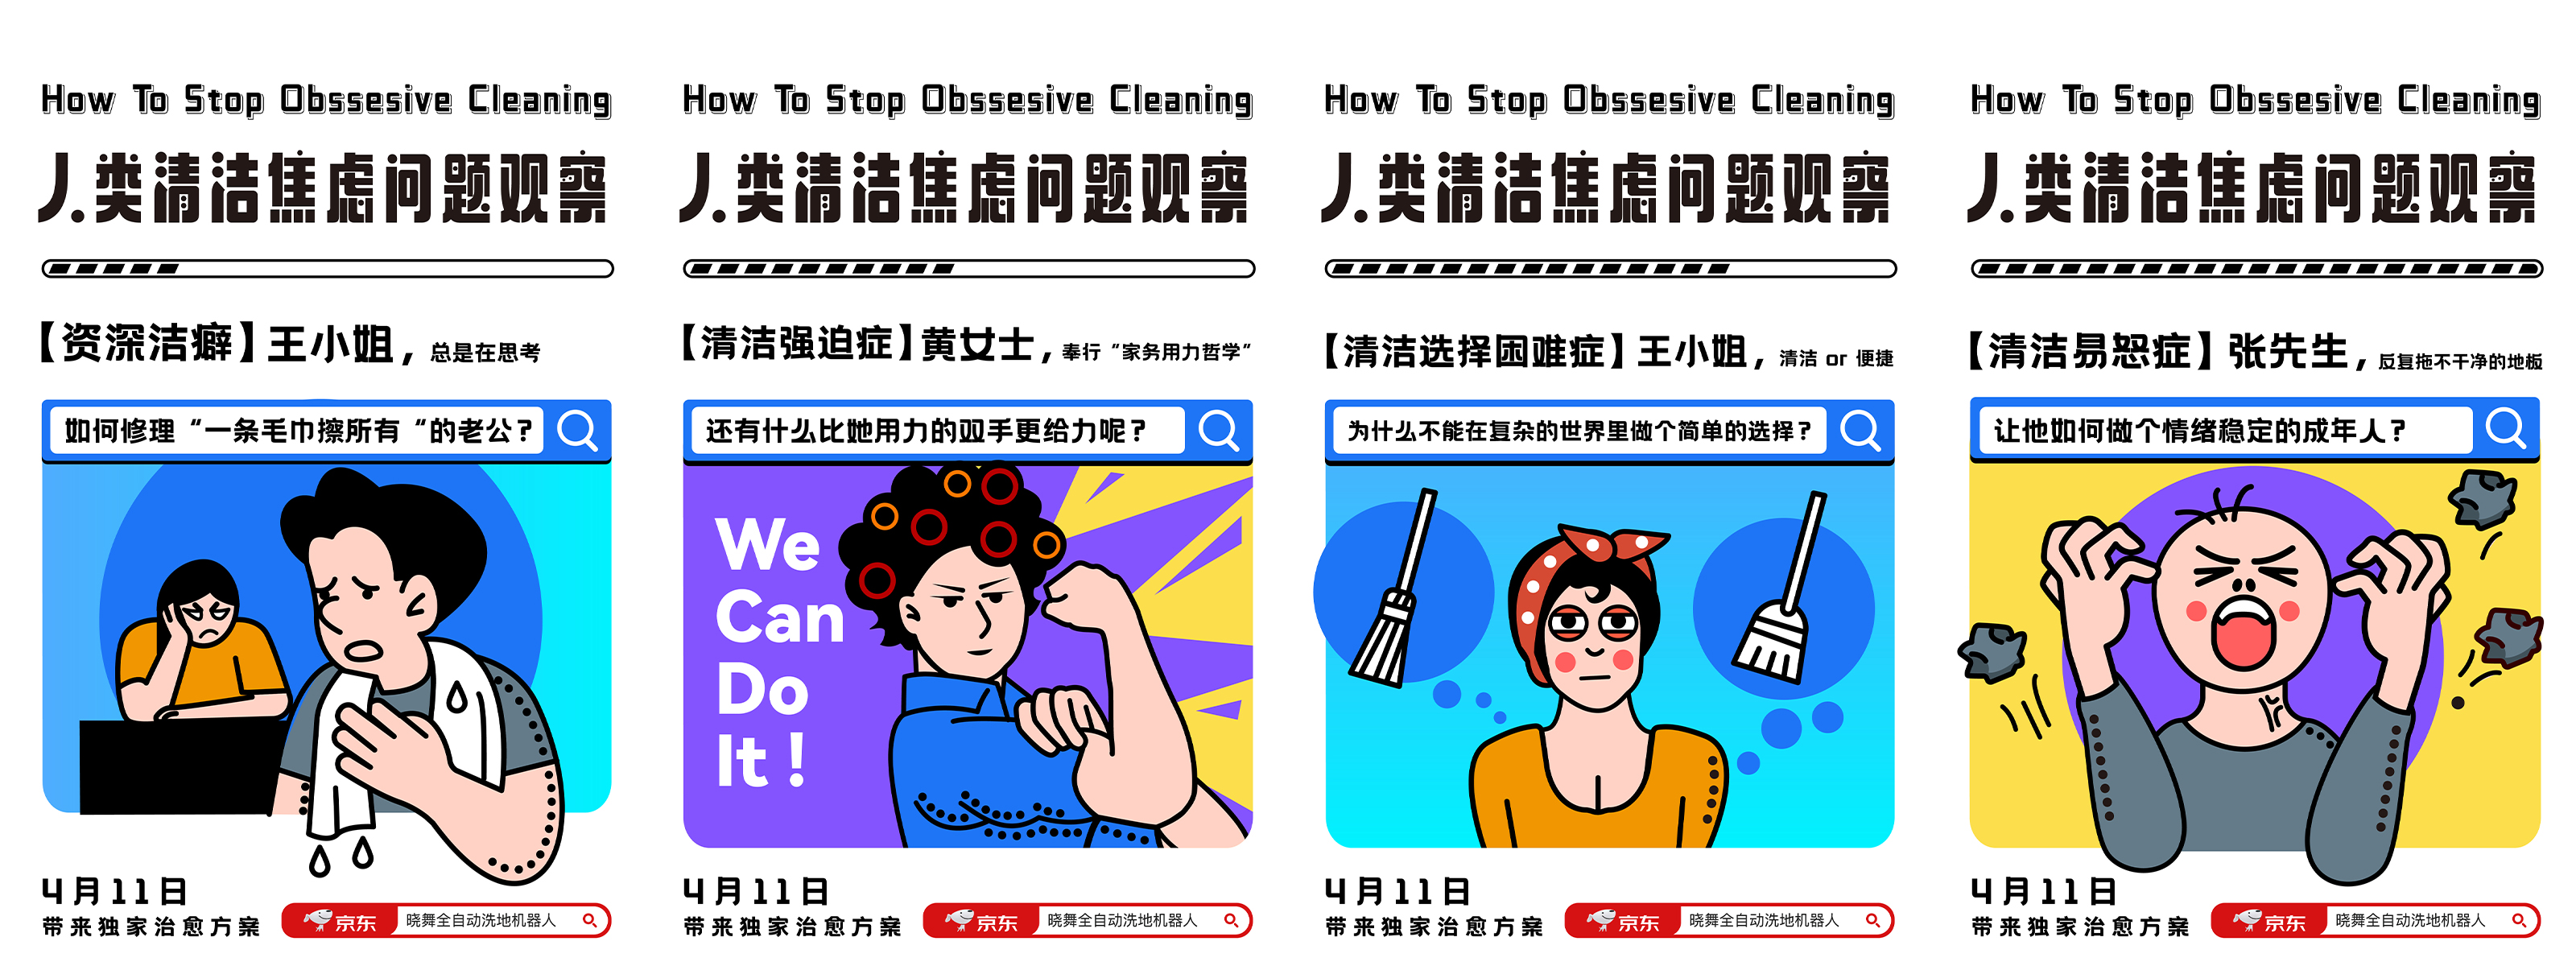 How To Stop Obssesive Cleaning
人类清洁焦虑问题观察
【资深洁癖】王小姐，总是在思考
如何修理“一条毛巾擦所有“的老公？
4月11日
带来独家治愈方案
京东 晓舞全自动洗地机器人
How To Stop Obssesive Cleaning
人类清洁焦虑问题观察
【清洁强迫症】黄女士，奉行“家务用力哲学”
还有什么比她用力的双手更给力呢？
We
Can
Do
It！
4月11日
带来独家治愈方案
京东 晓舞全自动洗地机器人
How To Stop Obssesive Cleaning
人类清洁焦虑问题观察
【清洁选择困难症】王小姐，清洁 or 便捷
为什么不能在复杂的世界里做个简单的选择？
4月11日
带来独家治愈方案
京东 晓舞全自动洗地机器人
How To Stop Obssesive Cleaning
人类清洁焦虑问题观察
【清洁易怒症】张先生，反复拖不干净的地板
让他如何做个情绪稳定的成年人？
4月11日
带来独家治愈方案
京东 晓舞全自动洗地机器人